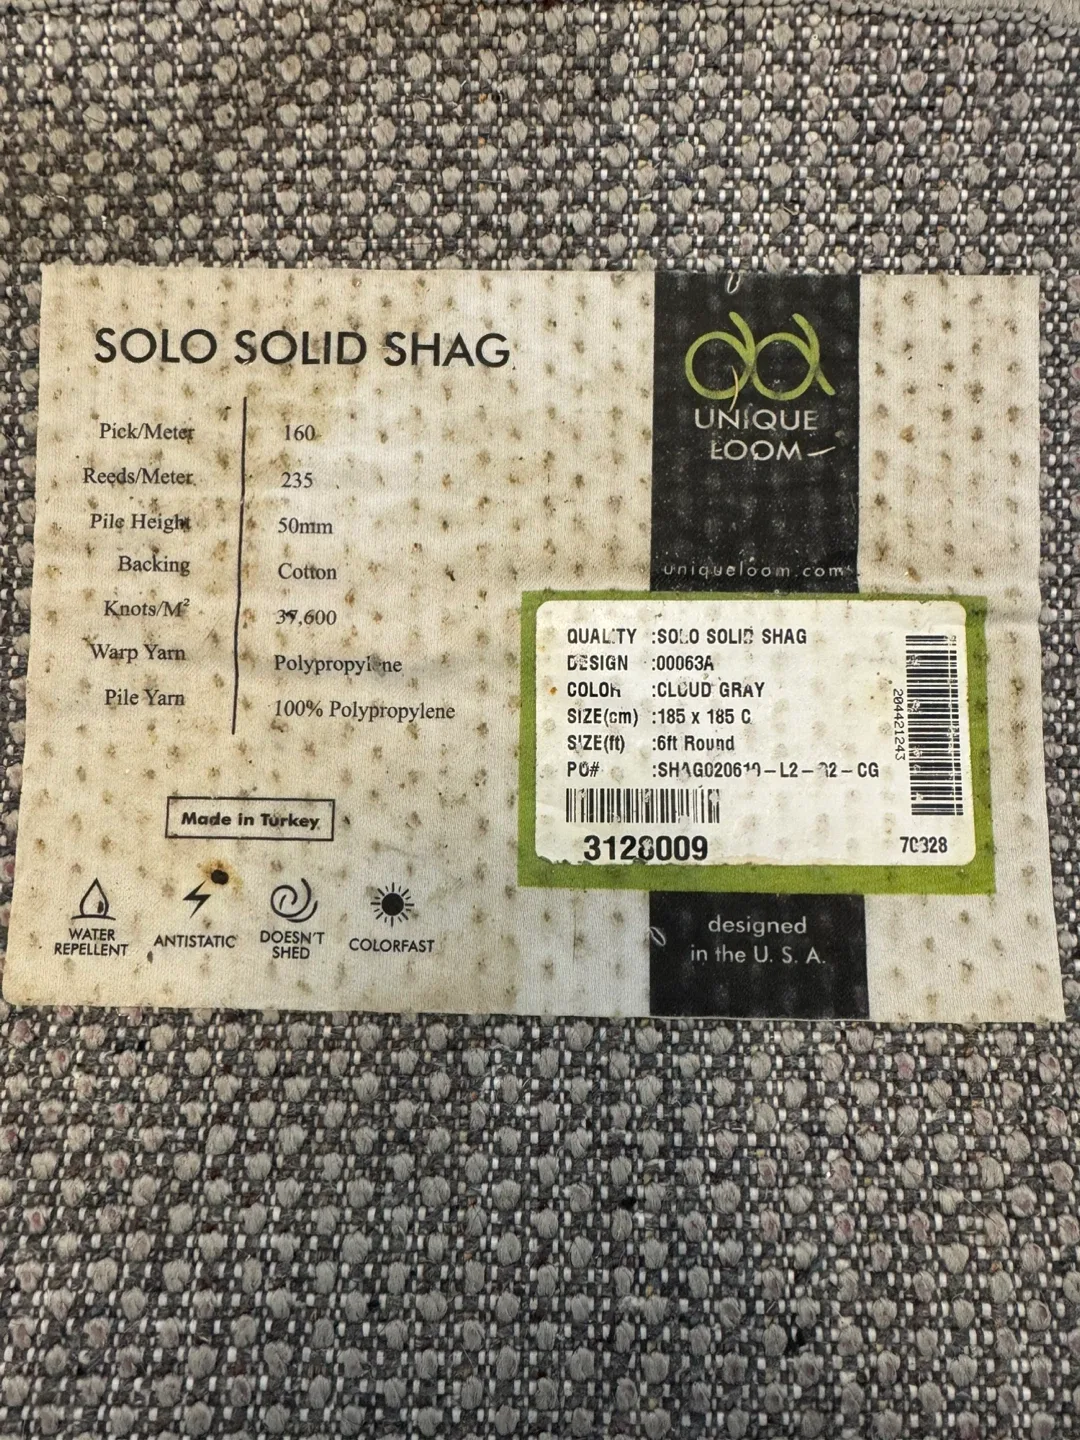 SOLO SOLID SHAG
Pick/Meter 160
Reeds/Meter 235
Pile Height 50mm
Backing Cotton
Knots/M² 37,600
Warp Yarn Polypropylene
Pile Yarn 100% Polypropylene
Made in Turkey
WATER
REPELLENT
ANTISTATIC
DOESN'T
SHED
COLORFAST
UNIQUE
LOOM
uniqueloom.com
QUALITY :SOLO SOLID SHAG
DESIGN :00063A
COLOR :CLOUD GRAY
SIZE(cm) :185 x 185 C
SIZE(ft) :6ft Round
PO#
3128009
204421243
designed
in the U. S. A.